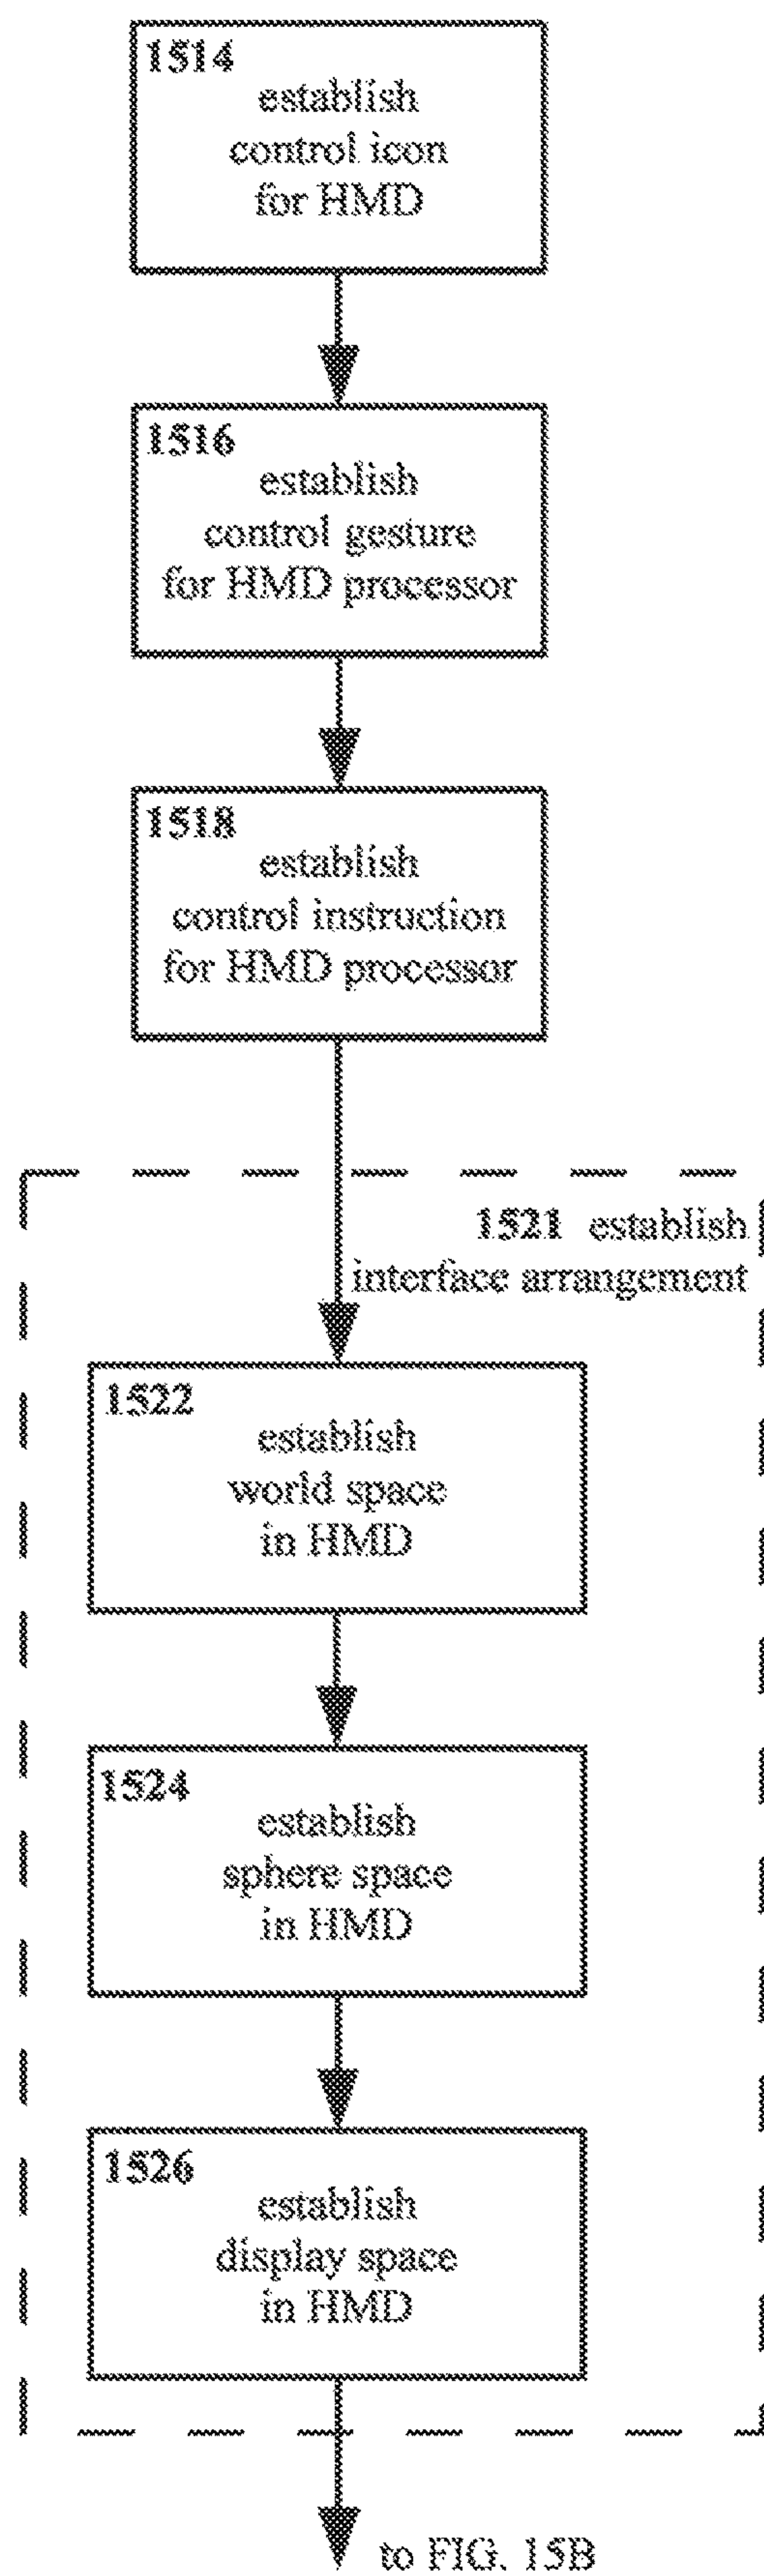 1514
establish
control icon
for HMD
1516
establish
control gesture
for HMD processor
1518
establish
control instruction
for HMD processor
1521 establish
interface arrangement
1522
establish
world space
in HMD
1524
establish
sphere space
in HMD
1526
establish
display space
in HMD
to FIG. 15B